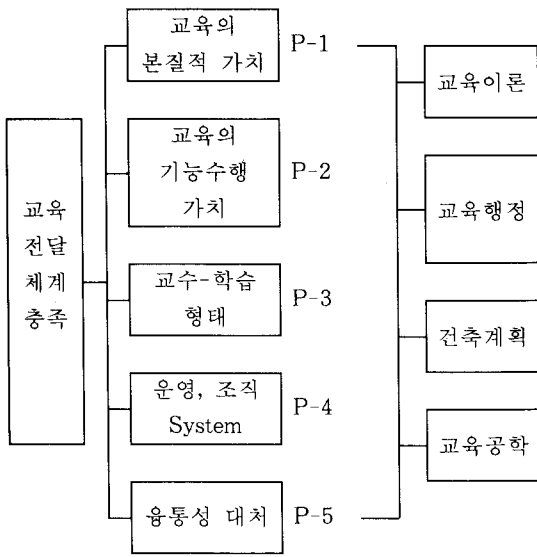 교육
전달
체계
충족
교육의
본질적 가치
P-1
교육의
기능수행
가치
P-2
교수-학습
형태
P-3
운영, 조직
System
P-4
융통성 대처
P-5
교육이론
교육행정
건축계획
교육공학